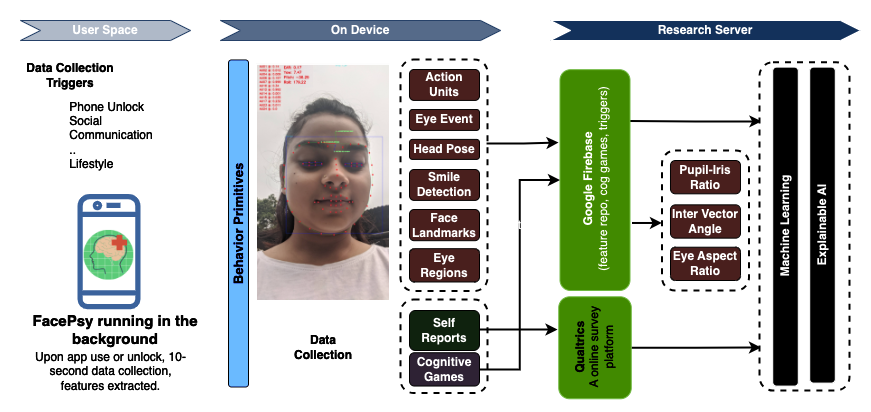 User Space
On Device
Research Server
Data Collection
Triggers
Phone Unlock
Social
Communication
..
Lifestyle
FacePsy running in the
background
Upon app use or unlock, 10-
second data collection,
features extracted.
Behavior Primitives
Data
Collection
Action
Units
Eye Event
Head Pose
Smile
Detection
Face
Landmarks
Eye
Regions
Self
Reports
Cognitive
Games
t
Google Firebase
(feature repo, cog games, triggers)
Qualtrics
A online survey
platform
Pupil-Iris
Ratio
Inter Vector
Angle
Eye Aspect
Ratio
Machine Learning
Explainable AI